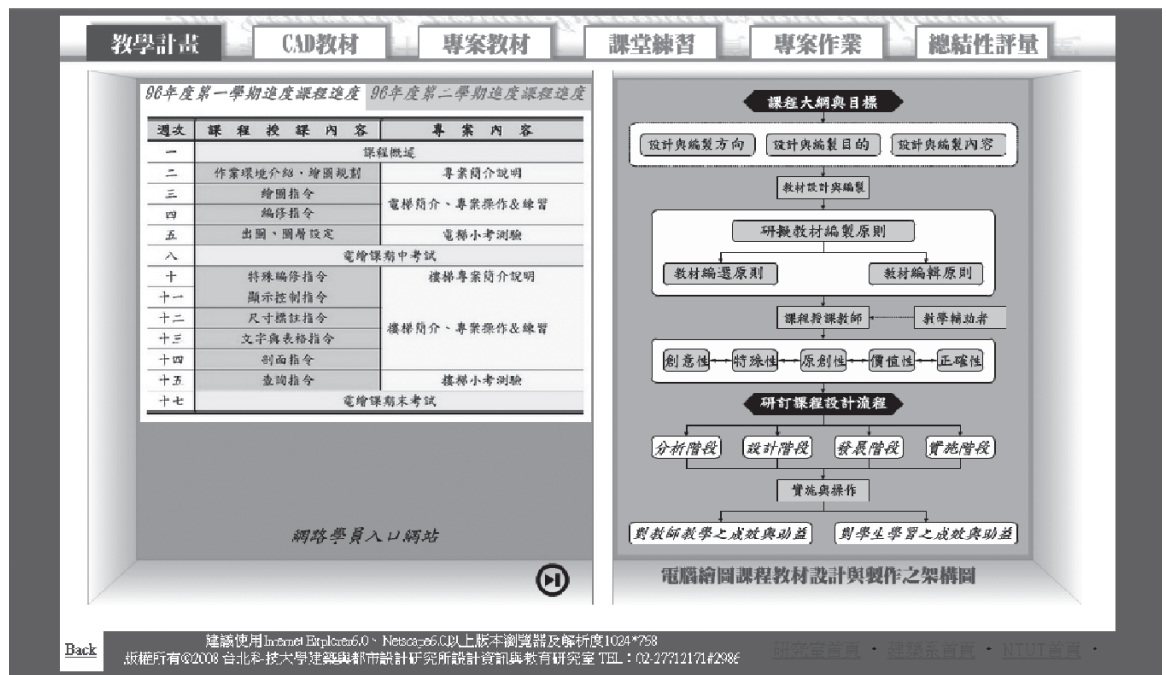 教學計畫 CAD教材 專案教材 課堂練習 專案作業 總結性評量
96年度第一學期進度課程進度 96年度第二學期進度課程進度
週次 課程授課內容 專案內容
一 課程概述
二 作業環境介紹、繪圖規劃 專案簡介說明
三 繪圖指令 電梯簡介、專案操作&練習
四 編修指令
五 出圖、圖層設定 電梯小考測驗
八 電繪課期中考試
十 特殊編修指令 樓梯專案簡介說明
十一 顯示控制指令 樓梯簡介、專案操作&練習
十二 尺寸標註指令
十三 文字與表格指令
十四 剖面指令
十五 查詢指令 樓梯小考測驗
十七 電繪課期末考試
網路學員入口網站
課程大綱與目標
設計與編製方向 設計與編製目的 設計與編製內容
教材設計與編製
研擬教材編製原則
教材編選原則 教材編輯原則
課程授課教師 教學輔助者
創意性 特殊性 原創性 價值性 正確性
研訂課程設計流程
分析階段 設計階段 發展階段 實施階段
實施與操作
對教師教學之成效與助益 對學生學習之成效與助益
電腦繪圖課程教材設計與製作之架構圖
Back
建議使用Internet Explorer6.0、Netscape6.0以上版本瀏覽器及解析度1024*768
版權所有©2008 台北科技大學建築與都市設計研究所設計資訊與教育研究室 TEL：02-27712171#2986
研究室首頁・建築系首頁・NTUT首頁・